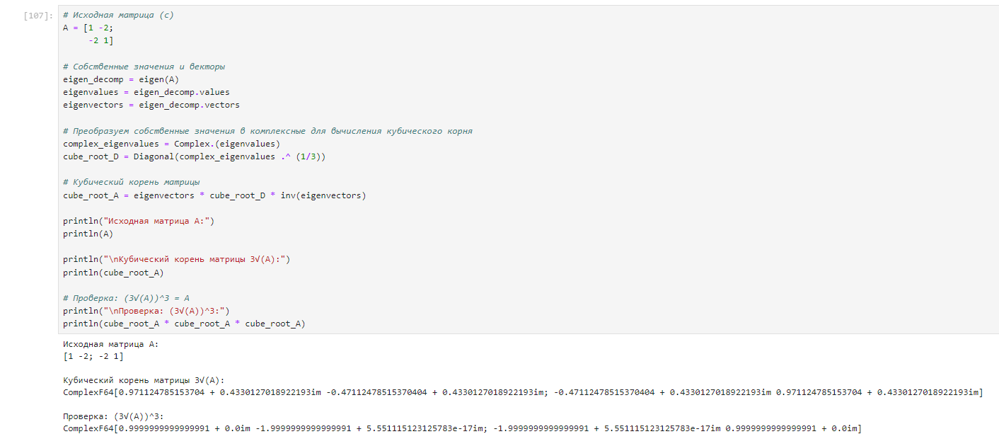 [107]:
# Исходная матрица (с)
A = [1 -2;
     -2 1]
# Собственные значения и векторы
eigen_decomp = eigen(A)
eigenvalues = eigen_decomp.values
eigenvectors = eigen_decomp.vectors
# Преобразуем собственные значения в комплексные для вычисления кубического корня
complex_eigenvalues = Complex.(eigenvalues)
cube_root_D = Diagonal(complex_eigenvalues .^ (1/3))
# Кубический корень матрицы
cube_root_A = eigenvectors * cube_root_D * inv(eigenvectors)
println("Исходная матрица A:")
println(A)
println("\nКубический корень матрицы 3√(A):")
println(cube_root_A)
# Проверка: (3√(A))^3 = A
println("\nПроверка: (3√(A))^3:")
println(cube_root_A * cube_root_A * cube_root_A)
Исходная матрица A:
[1 -2; -2 1]
Кубический корень матрицы 3√(A):
ComplexF64[0.971124785153704 + 0.4330127018922193im -0.47112478515370404 + 0.4330127018922193im; -0.47112478515370404 + 0.4330127018922193im 0.971124785153704 + 0.4330127018922193im]
Проверка: (3√(A))^3:
ComplexF64[0.9999999999999991 + 0.0im -1.9999999999999991 + 5.551115123125783e-17im; -1.9999999999999991 + 5.551115123125783e-17im 0.9999999999999991 + 0.0im]